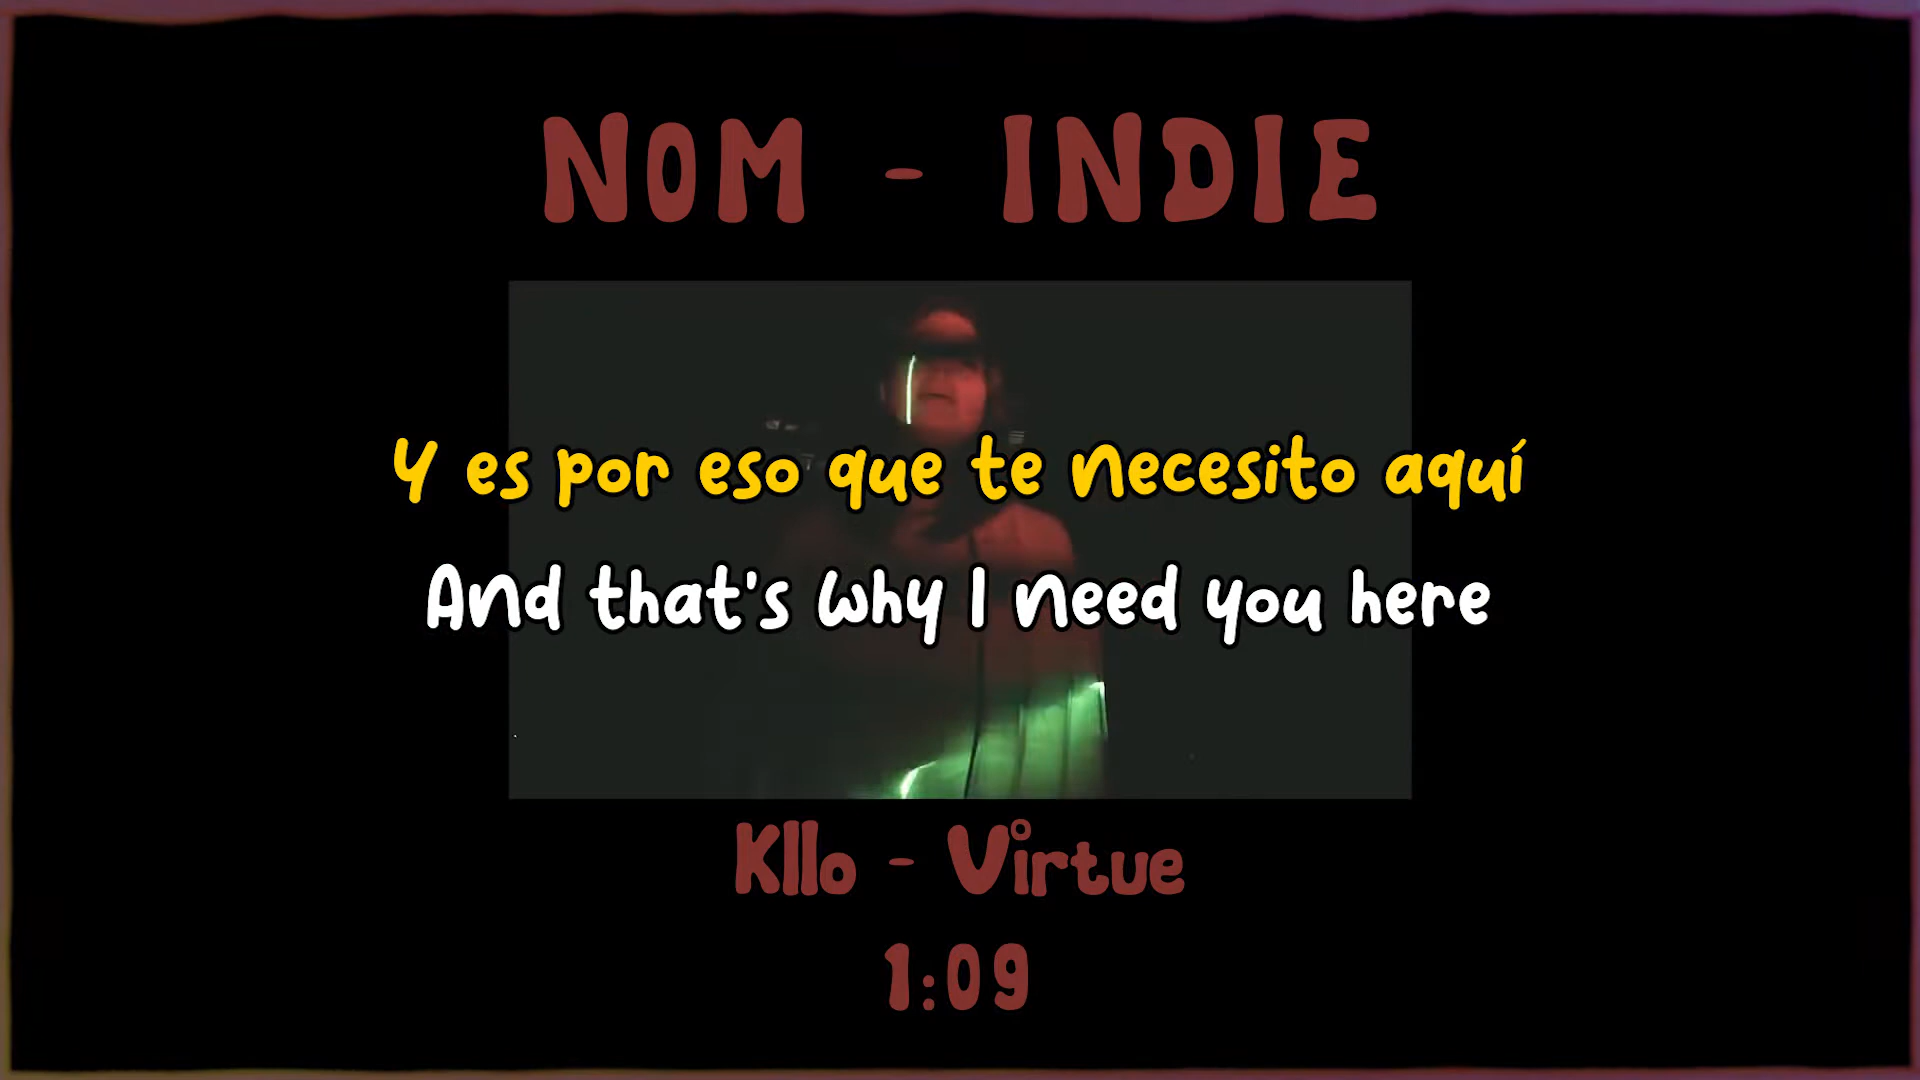 NOM - INDIE
Y es por eso que te necesito aquí
And that's why I need you here
Kllo - Virtue
1:09